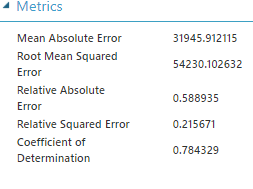 Metrics
Mean Absolute Error 31945.912115
Root Mean Squared
Error 54230.102632
Relative Absolute
Error 0.588935
Relative Squared Error 0.215671
Coefficient of
Determination 0.784329